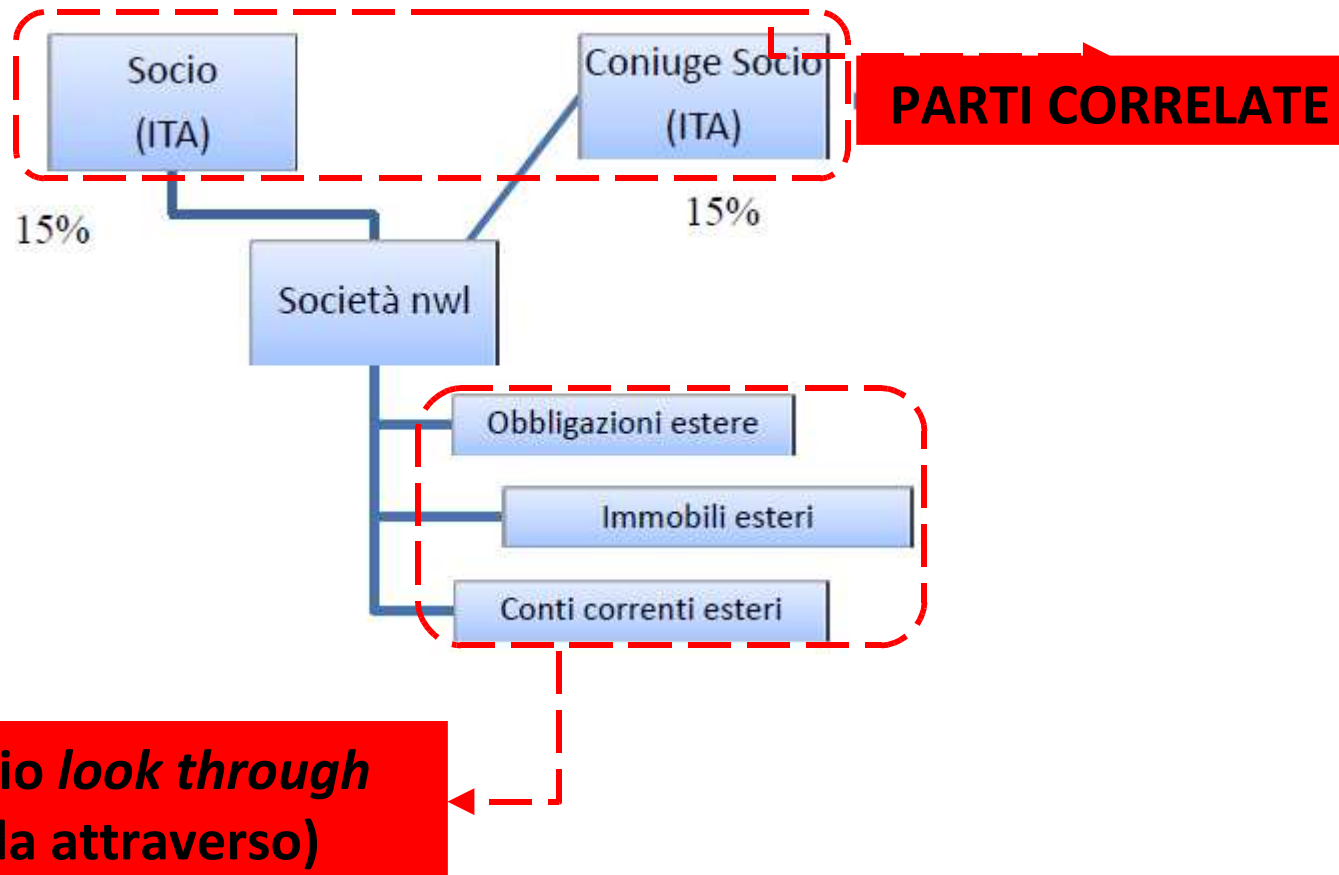 Socio
(ITA)
Coniuge Socio
(ITA)
PARTI CORRELATE
15%
15%
Società nwl
Obbligazioni estere
Immobili esteri
Conti correnti esteri
io look through
la attraverso)